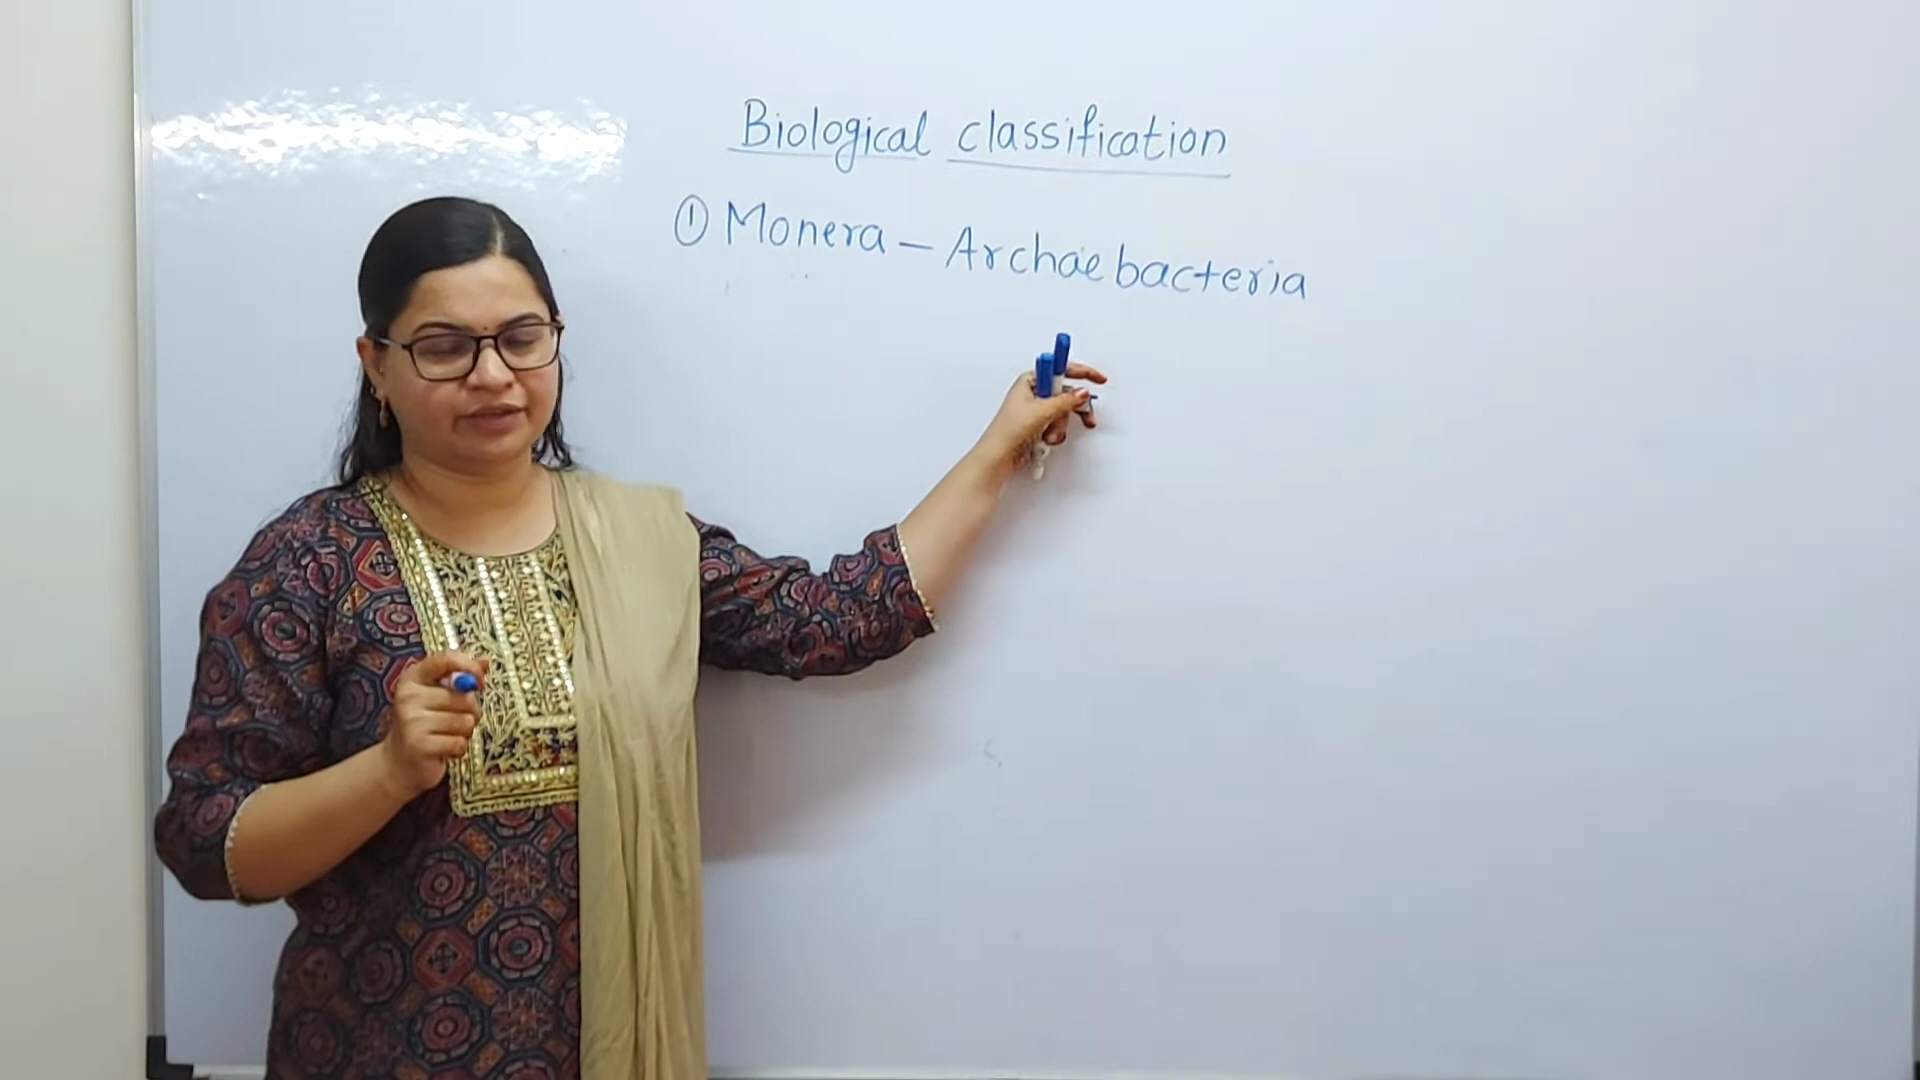 Biological classification
① Monera – Archaebacteria